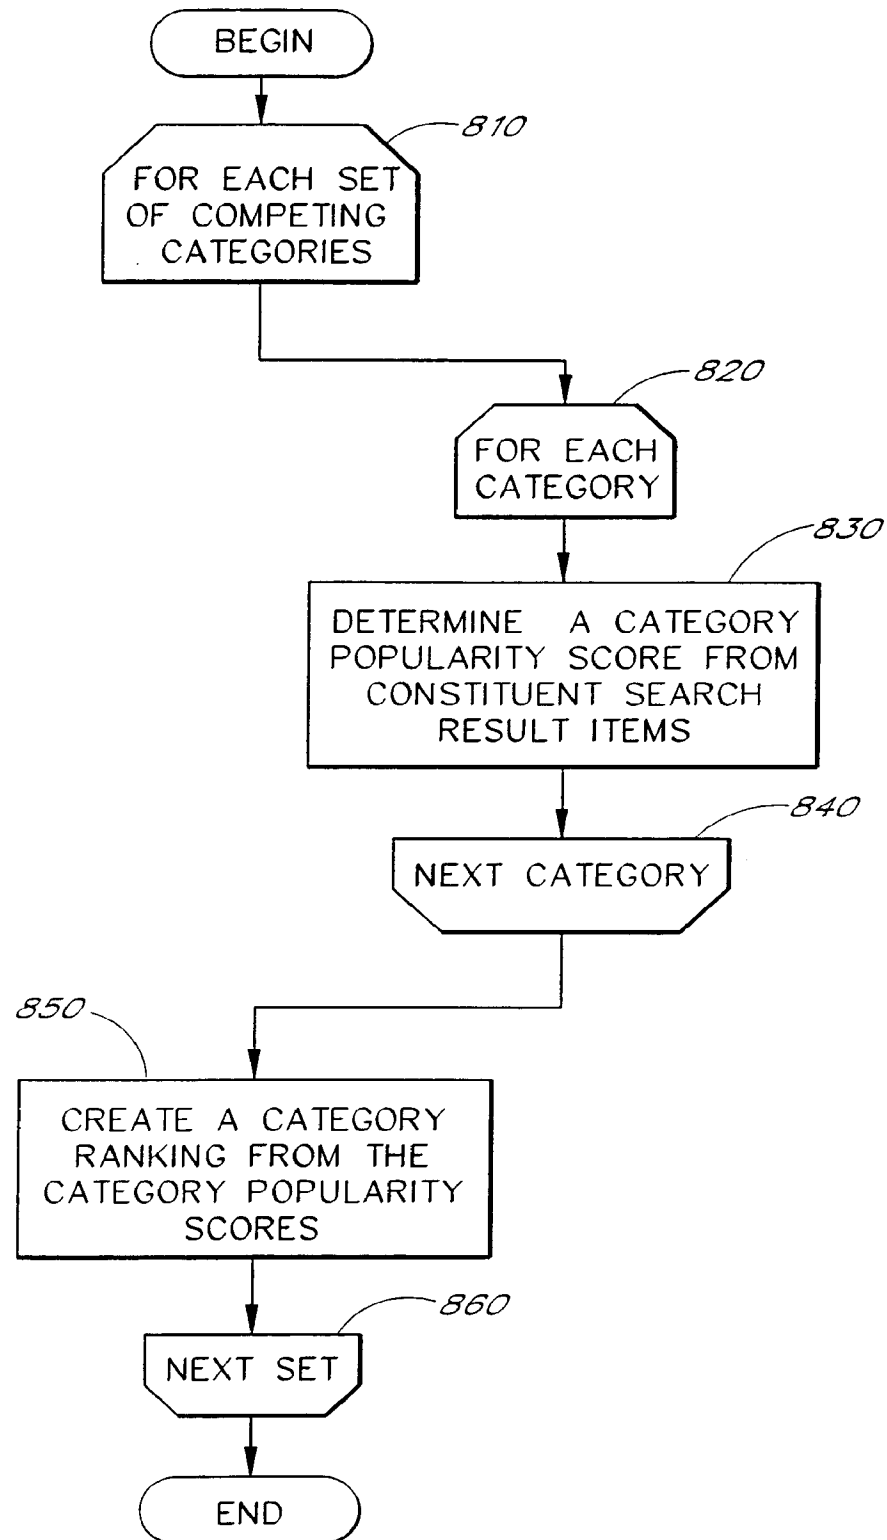 BEGIN
810
FOR EACH SET
OF COMPETING
CATEGORIES
820
FOR EACH
CATEGORY
830
DETERMINE A CATEGORY
POPULARITY SCORE FROM
CONSTITUENT SEARCH
RESULT ITEMS
840
NEXT CATEGORY
850
CREATE A CATEGORY
RANKING FROM THE
CATEGORY POPULARITY
SCORES
860
NEXT SET
END